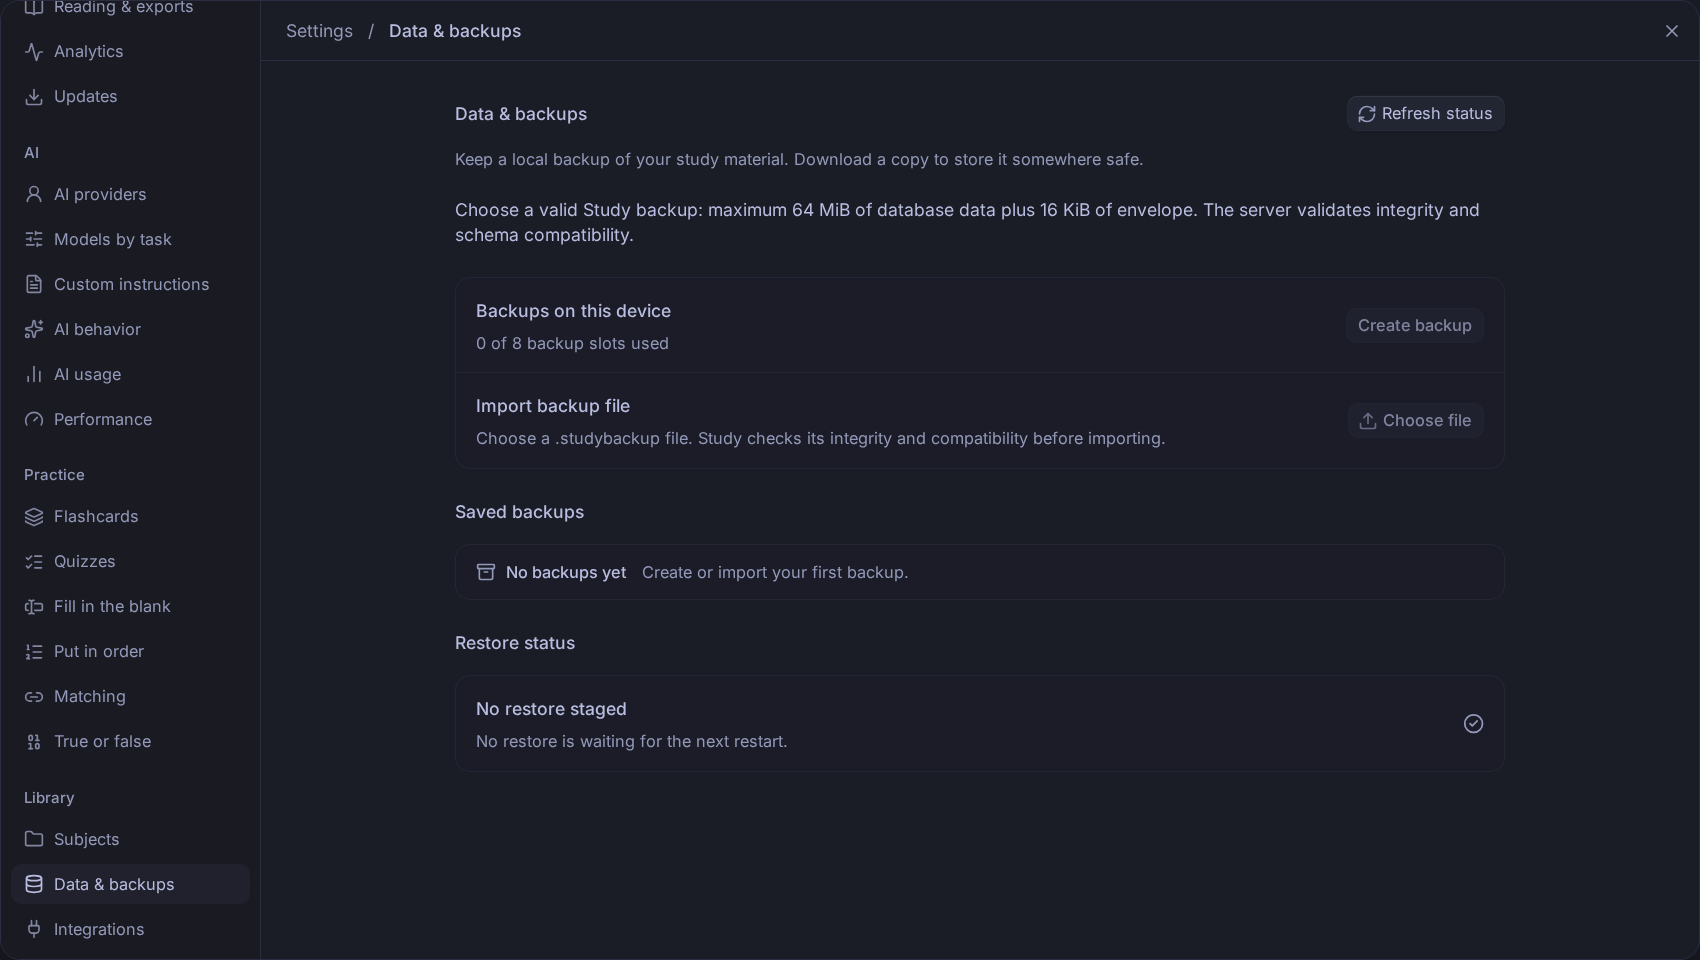 Reading & exports
Analytics
Updates
AI
AI providers
Models by task
Custom instructions
AI behavior
AI usage
Performance
Practice
Flashcards
Quizzes
Fill in the blank
Put in order
Matching
True or false
Library
Subjects
Data & backups
Integrations
Settings / Data & backups
Data & backups
Refresh status
Keep a local backup of your study material. Download a copy to store it somewhere safe.
Choose a valid Study backup: maximum 64 MiB of database data plus 16 KiB of envelope. The server validates integrity and
schema compatibility.
Backups on this device
0 of 8 backup slots used
Create backup
Import backup file
Choose a .studybackup file. Study checks its integrity and compatibility before importing.
Choose file
Saved backups
No backups yet Create or import your first backup.
Restore status
No restore staged
No restore is waiting for the next restart.